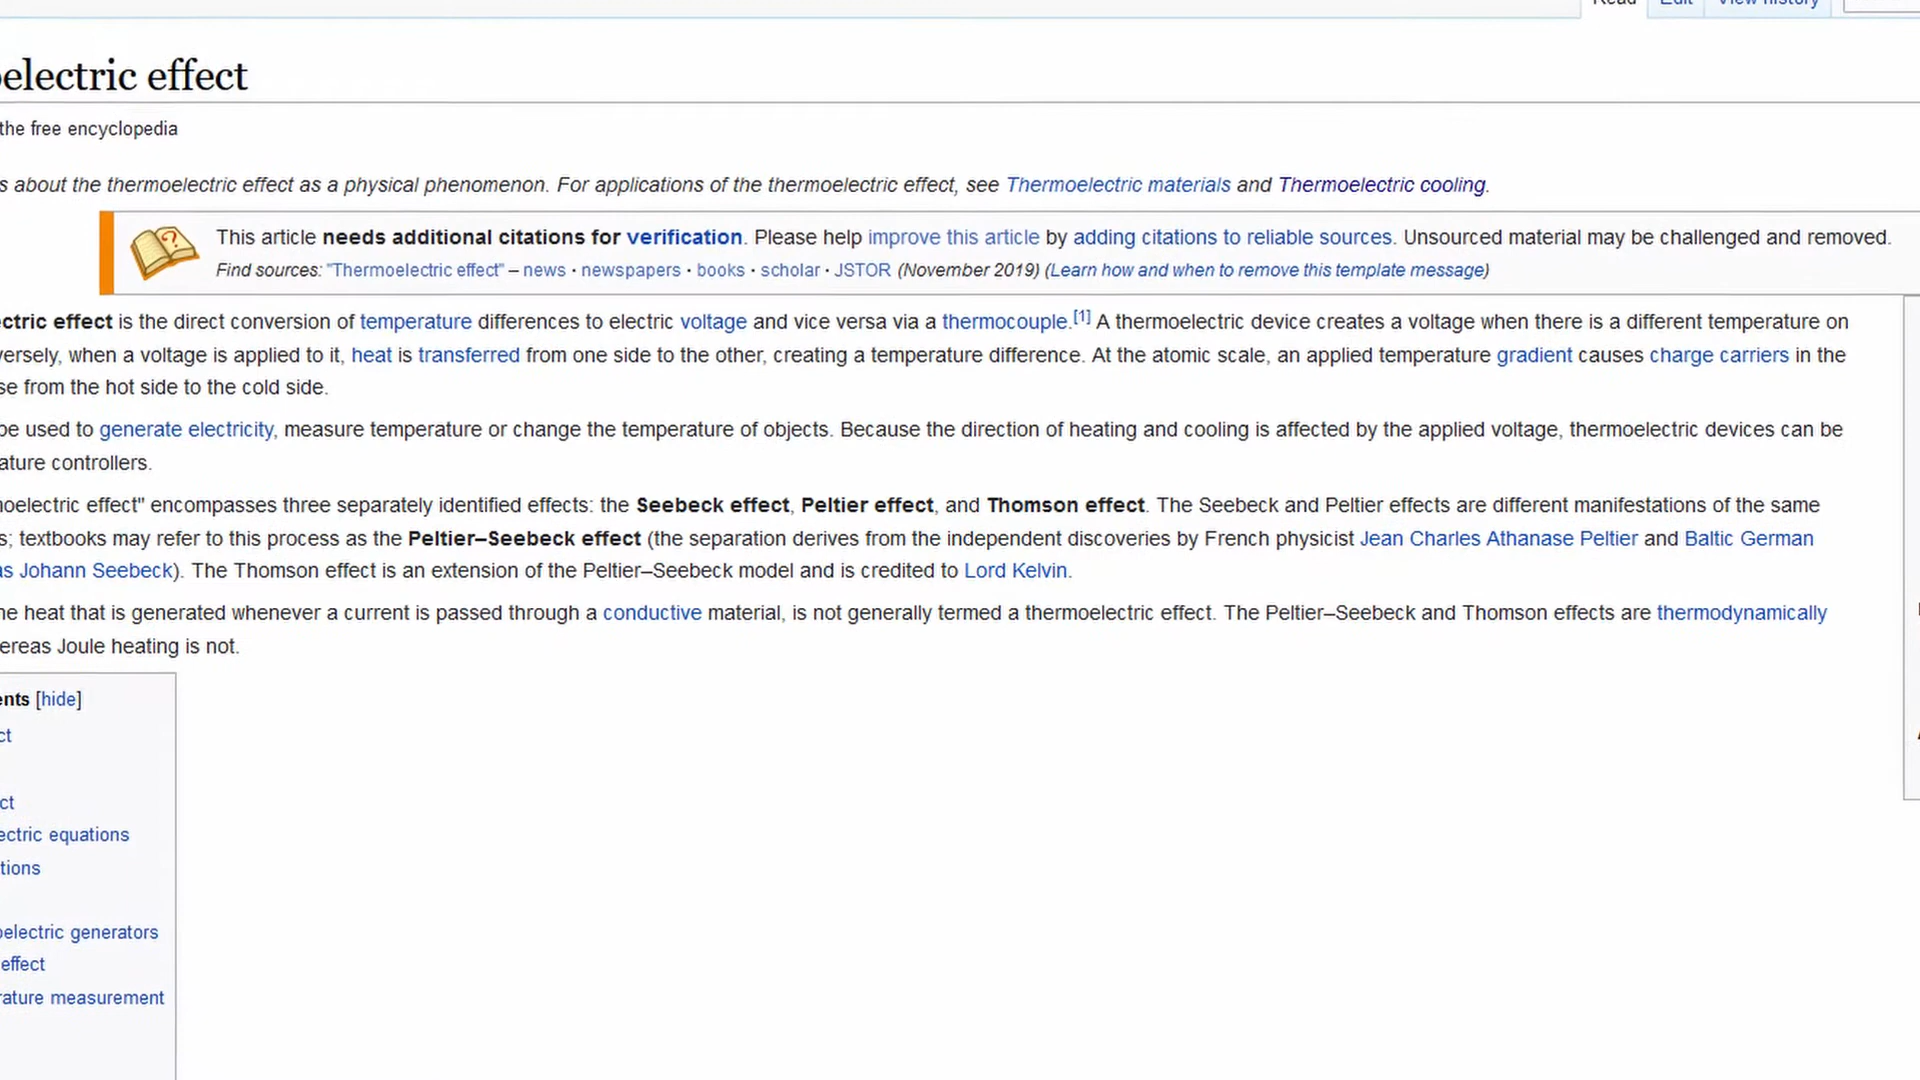 Read Edit View history
oelectric effect
the free encyclopedia
s about the thermoelectric effect as a physical phenomenon. For applications of the thermoelectric effect, see Thermoelectric materials and Thermoelectric cooling.
This article needs additional citations for verification. Please help improve this article by adding citations to reliable sources. Unsourced material may be challenged and removed.
Find sources: "Thermoelectric effect" – news · newspapers · books · scholar · JSTOR (November 2019) (Learn how and when to remove this template message)
ectric effect is the direct conversion of temperature differences to electric voltage and vice versa via a thermocouple.[1] A thermoelectric device creates a voltage when there is a different temperature on
versely, when a voltage is applied to it, heat is transferred from one side to the other, creating a temperature difference. At the atomic scale, an applied temperature gradient causes charge carriers in the
se from the hot side to the cold side.
be used to generate electricity, measure temperature or change the temperature of objects. Because the direction of heating and cooling is affected by the applied voltage, thermoelectric devices can be
ature controllers.
noelectric effect" encompasses three separately identified effects: the Seebeck effect, Peltier effect, and Thomson effect. The Seebeck and Peltier effects are different manifestations of the same
s; textbooks may refer to this process as the Peltier–Seebeck effect (the separation derives from the independent discoveries by French physicist Jean Charles Athanase Peltier and Baltic German
as Johann Seebeck). The Thomson effect is an extension of the Peltier–Seebeck model and is credited to Lord Kelvin.
he heat that is generated whenever a current is passed through a conductive material, is not generally termed a thermoelectric effect. The Peltier–Seebeck and Thomson effects are thermodynamically
ereas Joule heating is not.
ents [hide]
ct
ct
ectric equations
tions
oelectric generators
effect
rature measurement